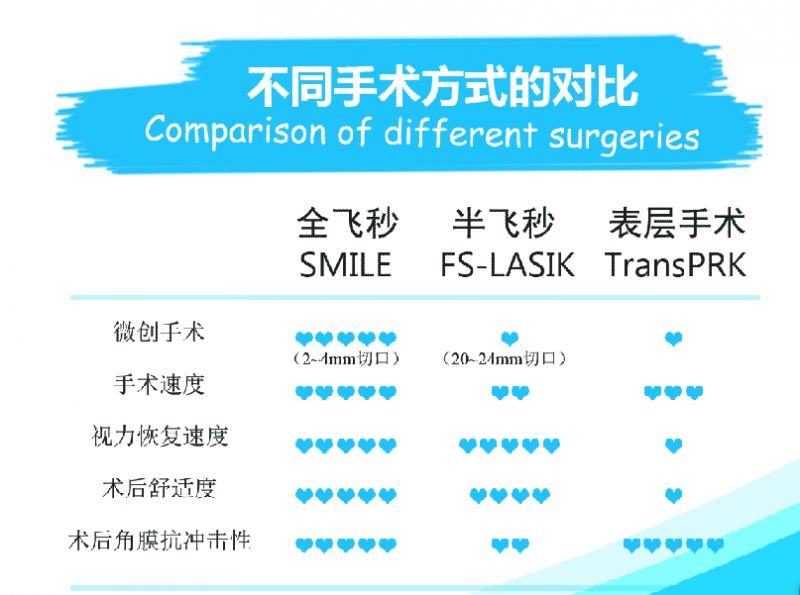 不同手术方式的对比
Comparison of different surgeries
全飞秒 半飞秒 表层手术
SMILE FS-LASIK TransPRK
微创手术
（2~4mm切口） （20~24mm切口）
手术速度
视力恢复速度
术后舒适度
术后角膜抗冲击性